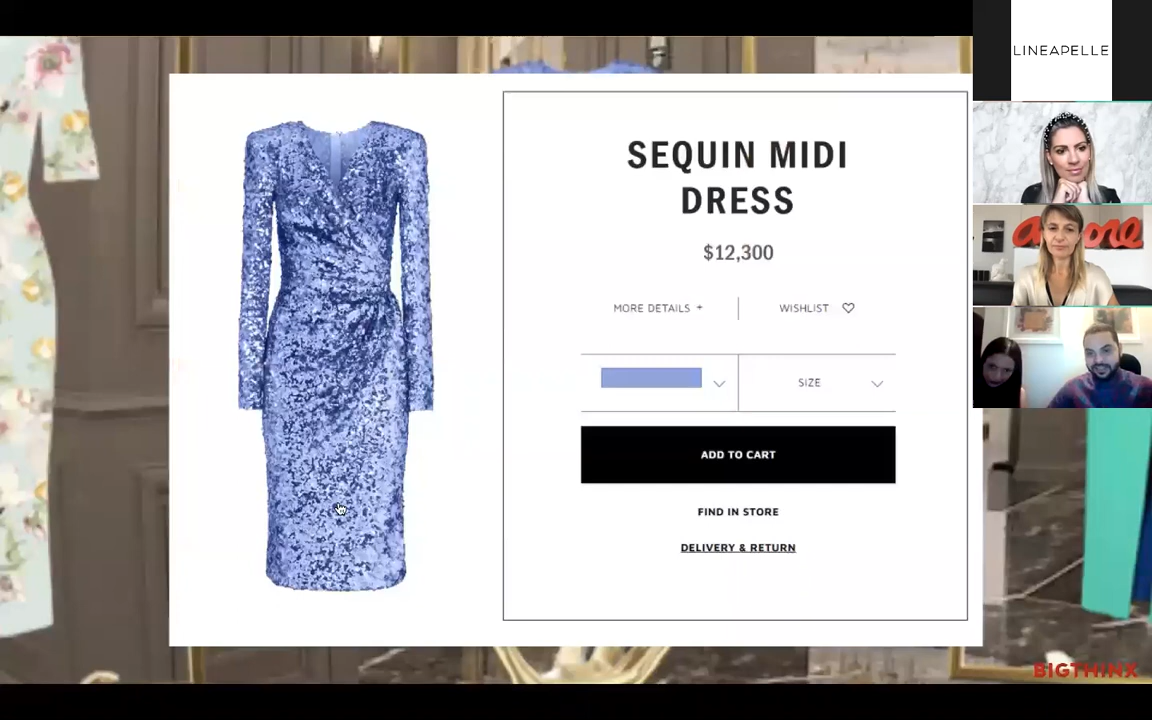 LINEAPELLE
SEQUIN MIDI
DRESS
$12,300
MORE DETAILS +
WISHLIST
SIZE
ADD TO CART
FIND IN STORE
DELIVERY & RETURN
BIGTHINX